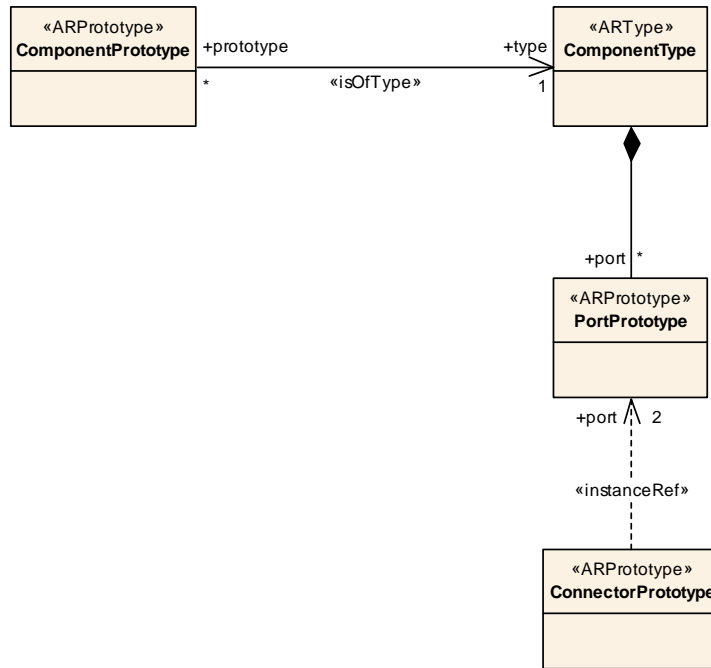 «ARPrototype»
ComponentPrototype
+prototype
*
«isOfType»
+type
1
«ARType»
ComponentType
+port *
«ARPrototype»
PortPrototype
+port 2
«instanceRef»
«ARPrototype»
ConnectorPrototype